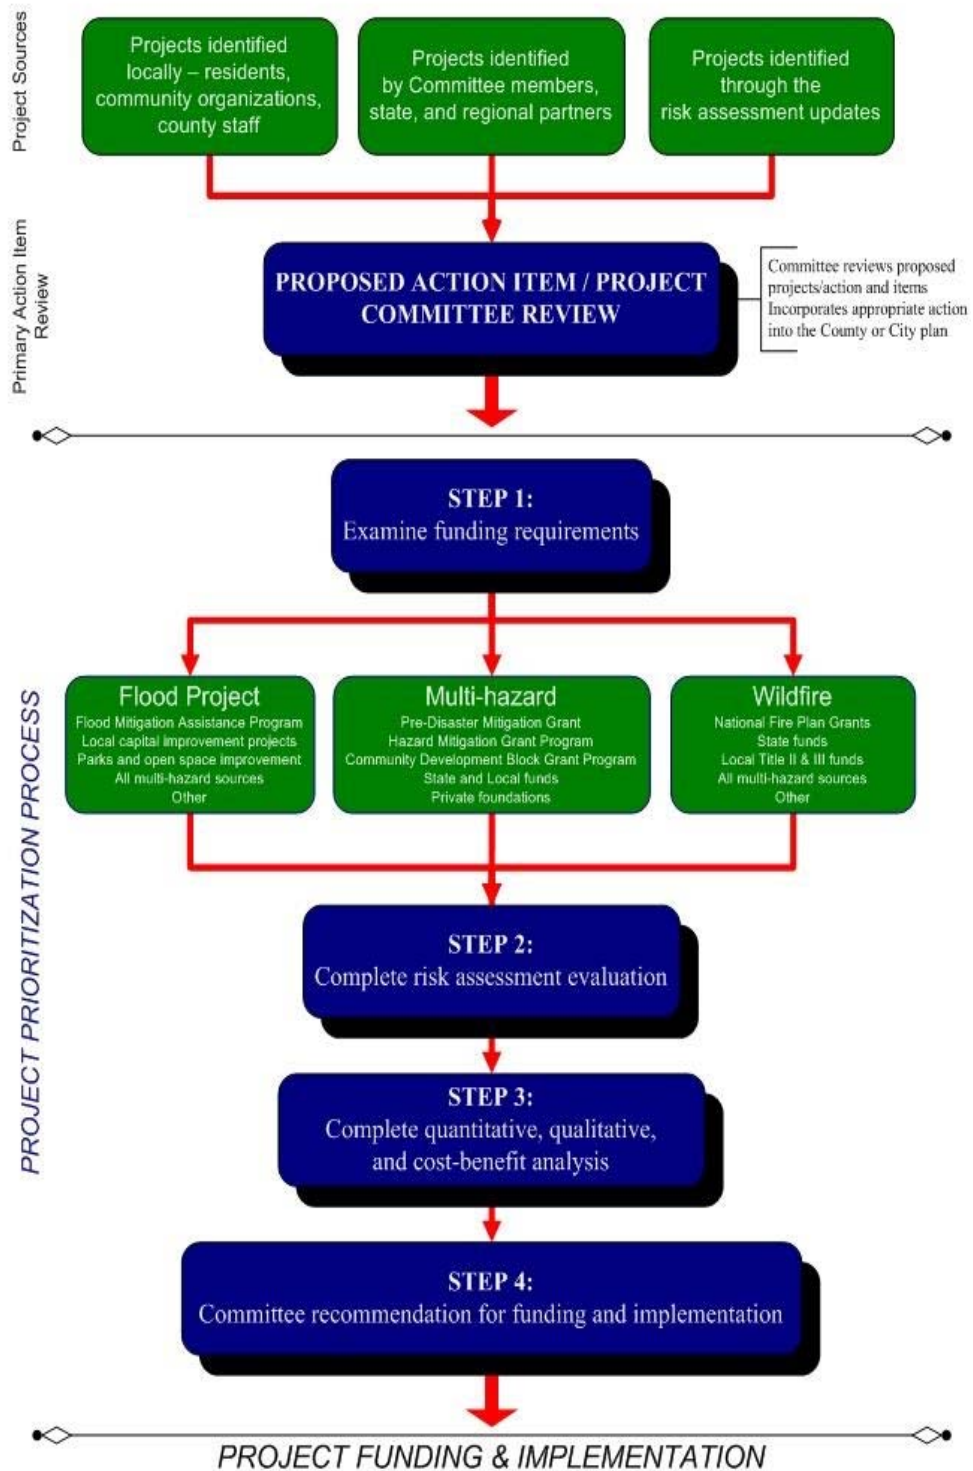 Project Sources
Projects identified
locally – residents,
community organizations,
county staff
Projects identified
by Committee members,
state, and regional partners
Projects identified
through the
risk assessment updates
Primary Action Item
Review
PROPOSED ACTION ITEM / PROJECT
COMMITTEE REVIEW
Committee reviews proposed
projects/action and items
Incorporates appropriate action
into the County or City plan
PROJECT PRIORITIZATION PROCESS
STEP 1:
Examine funding requirements
Flood Project
Flood Mitigation Assistance Program
Local capital improvement projects
Parks and open space improvement
All multi-hazard sources
Other
Multi-hazard
Pre-Disaster Mitigation Grant
Hazard Mitigation Grant Program
Community Development Block Grant Program
State and Local funds
Private foundations
Wildfire
National Fire Plan Grants
State funds
Local Title II & III funds
All multi-hazard sources
Other
STEP 2:
Complete risk assessment evaluation
STEP 3:
Complete quantitative, qualitative,
and cost-benefit analysis
STEP 4:
Committee recommendation for funding and implementation
PROJECT FUNDING & IMPLEMENTATION